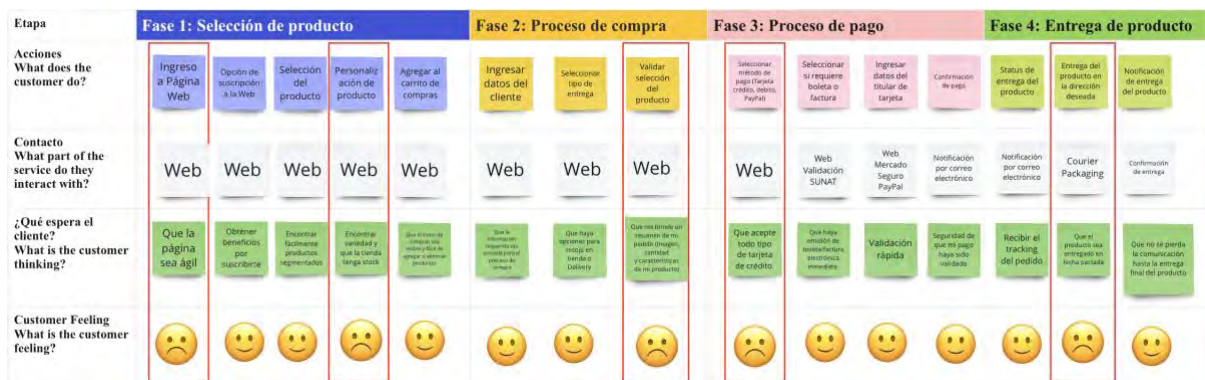 Etapa
Fase 1: Selección de producto
Fase 2: Proceso de compra
Fase 3: Proceso de pago
Fase 4: Entrega de producto
Acciones
What does the
customer do?
Ingreso
a Página
Web
Opción de
suscripción
a la Web
Selección
del
producto
Personaliz
ación de
producto
Agregar al
carrito de
compras
Ingresar
datos del
cliente
Seleccionar
tipo de
entrega
Validar
selección
del
producto
Seleccionar
método de
pago (Tarjeta
crédito, debito,
PayPal)
Seleccionar
si requiere
boleta o
factura
Ingresar
datos del
titular de
tarjeta
Confirmación
de pago
Status de
entrega del
producto
Entrega del
producto en
la dirección
deseada
Notificación
de entrega
del producto
Contacto
What part of the
service do they
interact with?
Web
Web
Web
Web
Web
Web
Web
Web
Web
Web
Validación
SUNAT
Web
Mercado
Seguro
PayPal
Notificación
por correo
electrónico
Notificación
por correo
electrónico
Courier
Packaging
Confirmación
de entrega
¿Qué espera el
cliente?
What is the customer
thinking?
Que la
página
sea ágil
Obtener
beneficios
por
suscribirse
Encontrar
fácilmente
productos
segmentados
Encontrar
variedad y
que la tienda
tenga stock
Que la
información
Que haya
opciones para
recojo en
tienda o
Delivery
resumen de mi
pedido (imagen,
cantidad
y características
de mi producto)
Que acepte
todo tipo
de tarjeta
de crédito.
Que haya
emisión de
boleta/factura
electrónica
inmediata
Validación
rápida
Seguridad de
que mi pago
haya sido
validado
Recibir el
tracking
del pedido
Que el
producto sea
entregado en
fecha pactada
Que no se pierda
la comunicación
hasta la entrega
final del producto
Customer Feeling
What is the customer
feeling?